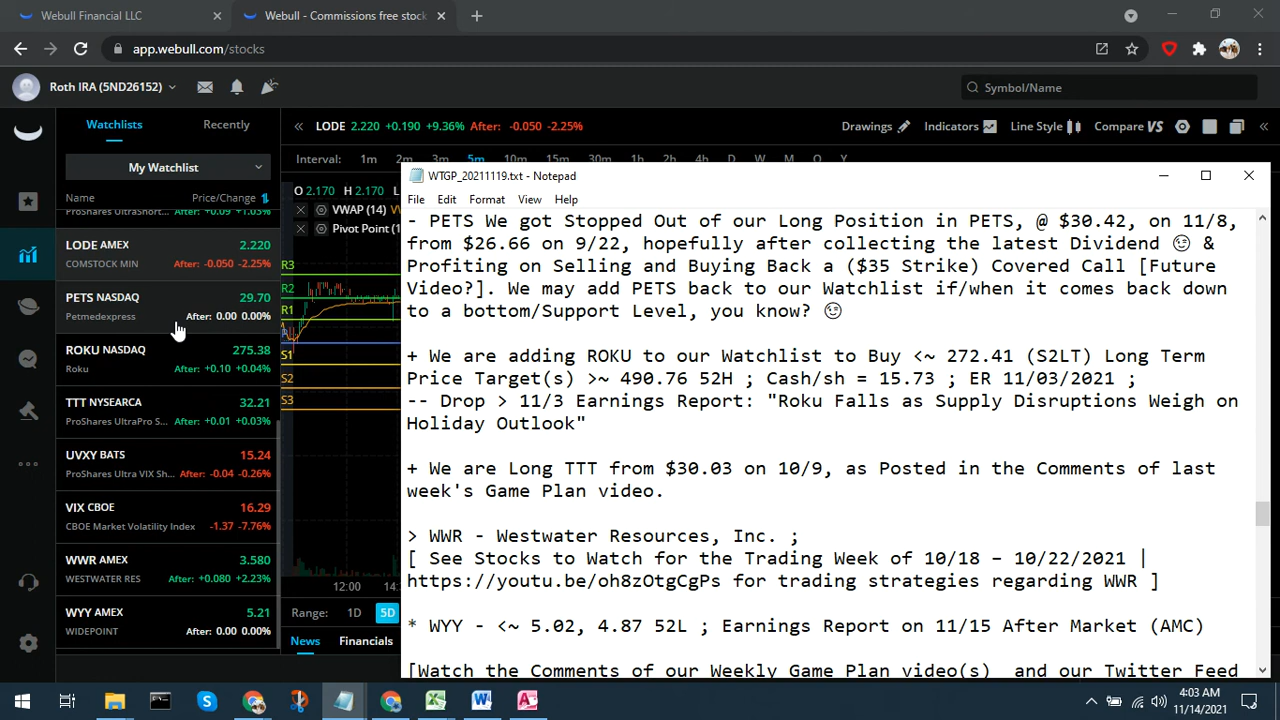 Webull Financial LLC
Webull - Commissions free stock
app.webull.com/stocks
Roth IRA (5ND26152)
Symbol/Name
Watchlists
Recently
LODE 2.220 +0.190 +9.36% After: -0.050 -2.25%
Drawings
Indicators
Line Style
Compare VS
My Watchlist
Interval: 1m 2m 3m 5m 10m 15m 30m 1h 2h 4h D W M Q Y
Name
Price/Change
ProShares UltraShort... After: +0.09 +1.03%
LODE AMEX 2.220
COMSTOCK MIN After: -0.050 -2.25%
PETS NASDAQ 29.70
Petmedexpress After: 0.00 0.00%
ROKU NASDAQ 275.38
Roku After: +0.10 +0.04%
TTT NYSEARCA 32.21
ProShares UltraPro S... After: +0.01 +0.03%
UVXY BATS 15.24
ProShares Ultra VIX Sh... After: -0.04 -0.26%
VIX CBOE 16.29
CBOE Market Volatility Index -1.37 -7.76%
WWR AMEX 3.580
WESTWATER RES After: +0.080 +2.23%
WYY AMEX 5.21
WIDEPOINT After: 0.00 0.00%
O 2.170 H 2.170 L
VWAP (14)
Pivot Point (1
R3
R2
R1
S1
S2
S3
12:00
Range: 1D 5D
News
Financials
WTGP_20211119.txt - Notepad
File Edit Format View Help
- PETS We got Stopped Out of our Long Position in PETS, @ $30.42, on 11/8,
from $26.66 on 9/22, hopefully after collecting the latest Dividend 😉 &
Profiting on Selling and Buying Back a ($35 Strike) Covered Call [Future
Video?]. We may add PETS back to our Watchlist if/when it comes back down
to a bottom/Support Level, you know? 😉
+ We are adding ROKU to our Watchlist to Buy <~ 272.41 (S2LT) Long Term
Price Target(s) >~ 490.76 52H ; Cash/sh = 15.73 ; ER 11/03/2021 ;
-- Drop > 11/3 Earnings Report: "Roku Falls as Supply Disruptions Weigh on
Holiday Outlook"
+ We are Long TTT from $30.03 on 10/9, as Posted in the Comments of last
week's Game Plan video.
> WWR - Westwater Resources, Inc. ;
[ See Stocks to Watch for the Trading Week of 10/18 – 10/22/2021 |
https://youtu.be/oh8zOtgCgPs for trading strategies regarding WWR ]
* WYY - <~ 5.02, 4.87 52L ; Earnings Report on 11/15 After Market (AMC)
[Watch the Comments of our Weekly Game Plan video(s) and our Twitter Feed
4:03 AM
11/14/2021